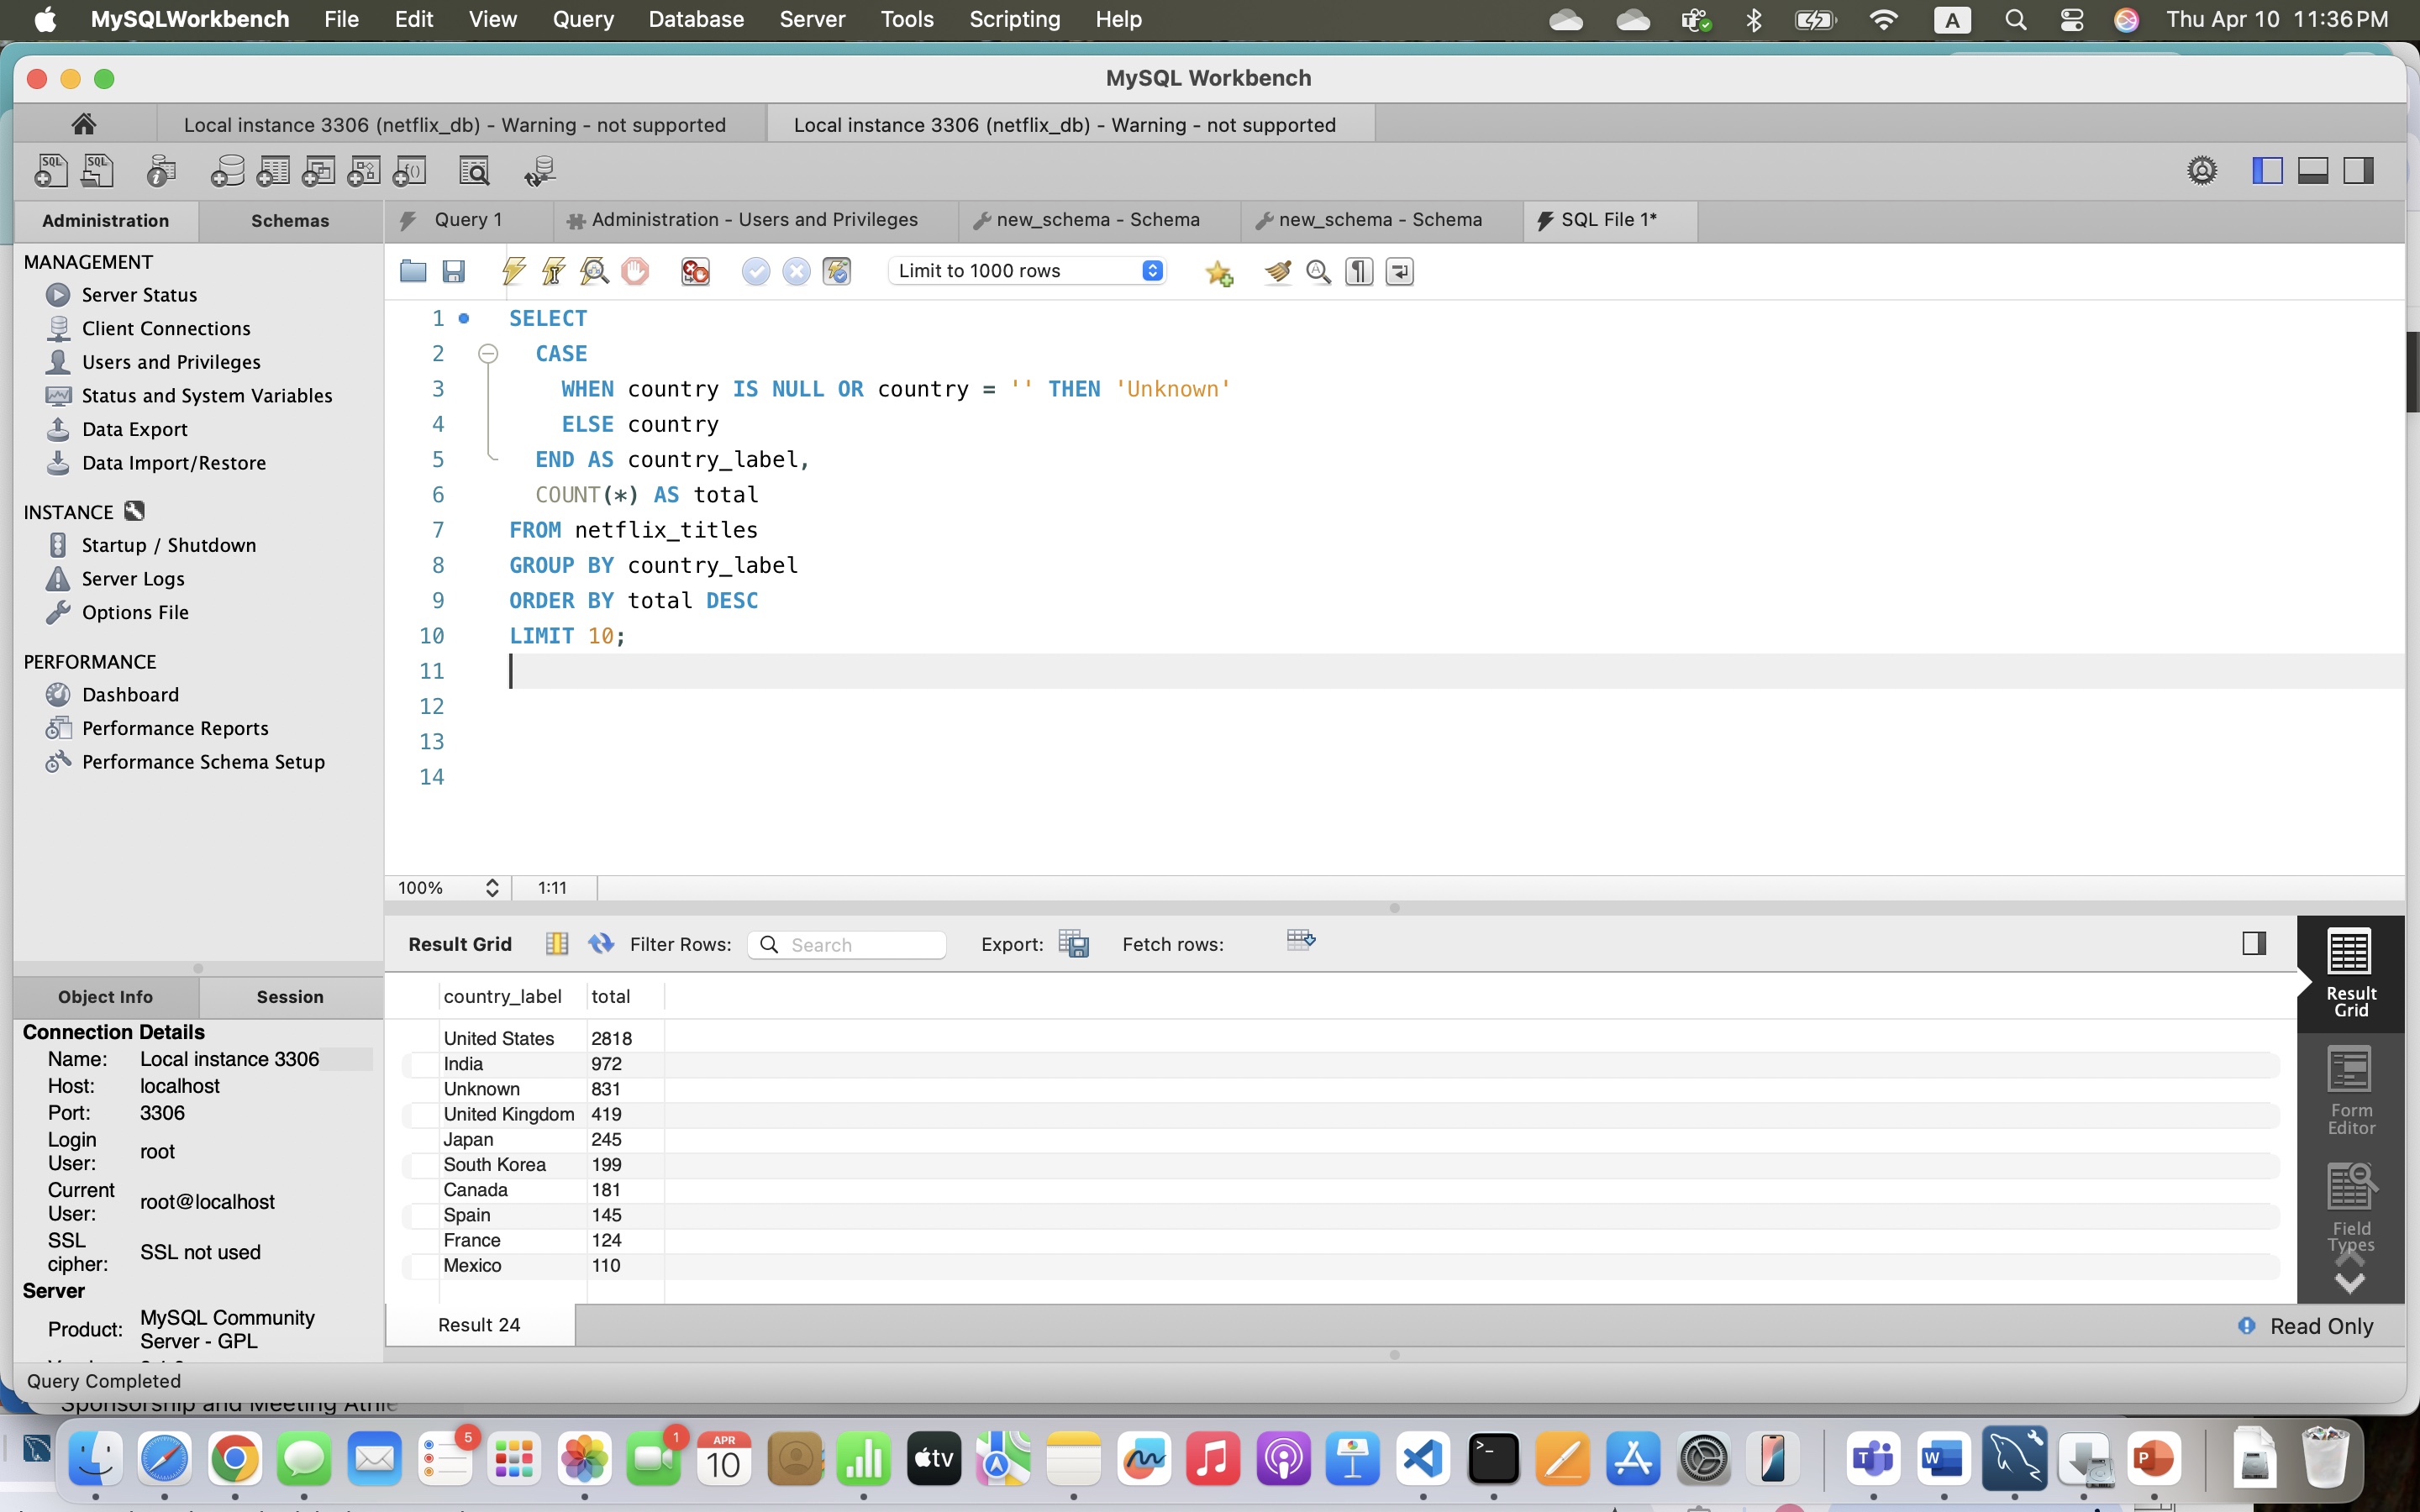 MySQLWorkbench File Edit View Query Database Server Tools Scripting Help A Thu Apr 10 11:36 PM
MySQL Workbench
Local instance 3306 (netflix_db) - Warning - not supported Local instance 3306 (netflix_db) - Warning - not supported
Administration Schemas Query 1 Administration - Users and Privileges new_schema - Schema new_schema - Schema SQL File 1*
MANAGEMENT
Server Status
Client Connections
Users and Privileges
Status and System Variables
Data Export
Data Import/Restore
INSTANCE
Startup / Shutdown
Server Logs
Options File
PERFORMANCE
Dashboard
Performance Reports
Performance Schema Setup
Limit to 1000 rows
1 SELECT
2 CASE
3 WHEN country IS NULL OR country = '' THEN 'Unknown'
4 ELSE country
5 END AS country_label,
6 COUNT(*) AS total
7 FROM netflix_titles
8 GROUP BY country_label
9 ORDER BY total DESC
10 LIMIT 10;
11
12
13
14
100% 1:11
Result Grid Filter Rows: Search Export: Fetch rows:
country_label total
United States 2818
India 972
Unknown 831
United Kingdom 419
Japan 245
South Korea 199
Canada 181
Spain 145
France 124
Mexico 110
Result
Grid
Form
Editor
Field
Types
Result 24 Read Only
Object Info Session
Connection Details
Name: Local instance 3306
Host: localhost
Port: 3306
Login
User: root
Current
User: root@localhost
SSL
cipher: SSL not used
Server
Product: MySQL Community
Server - GPL
Query Completed
Sponsorship and Meeting
5 1 APR
10 tv